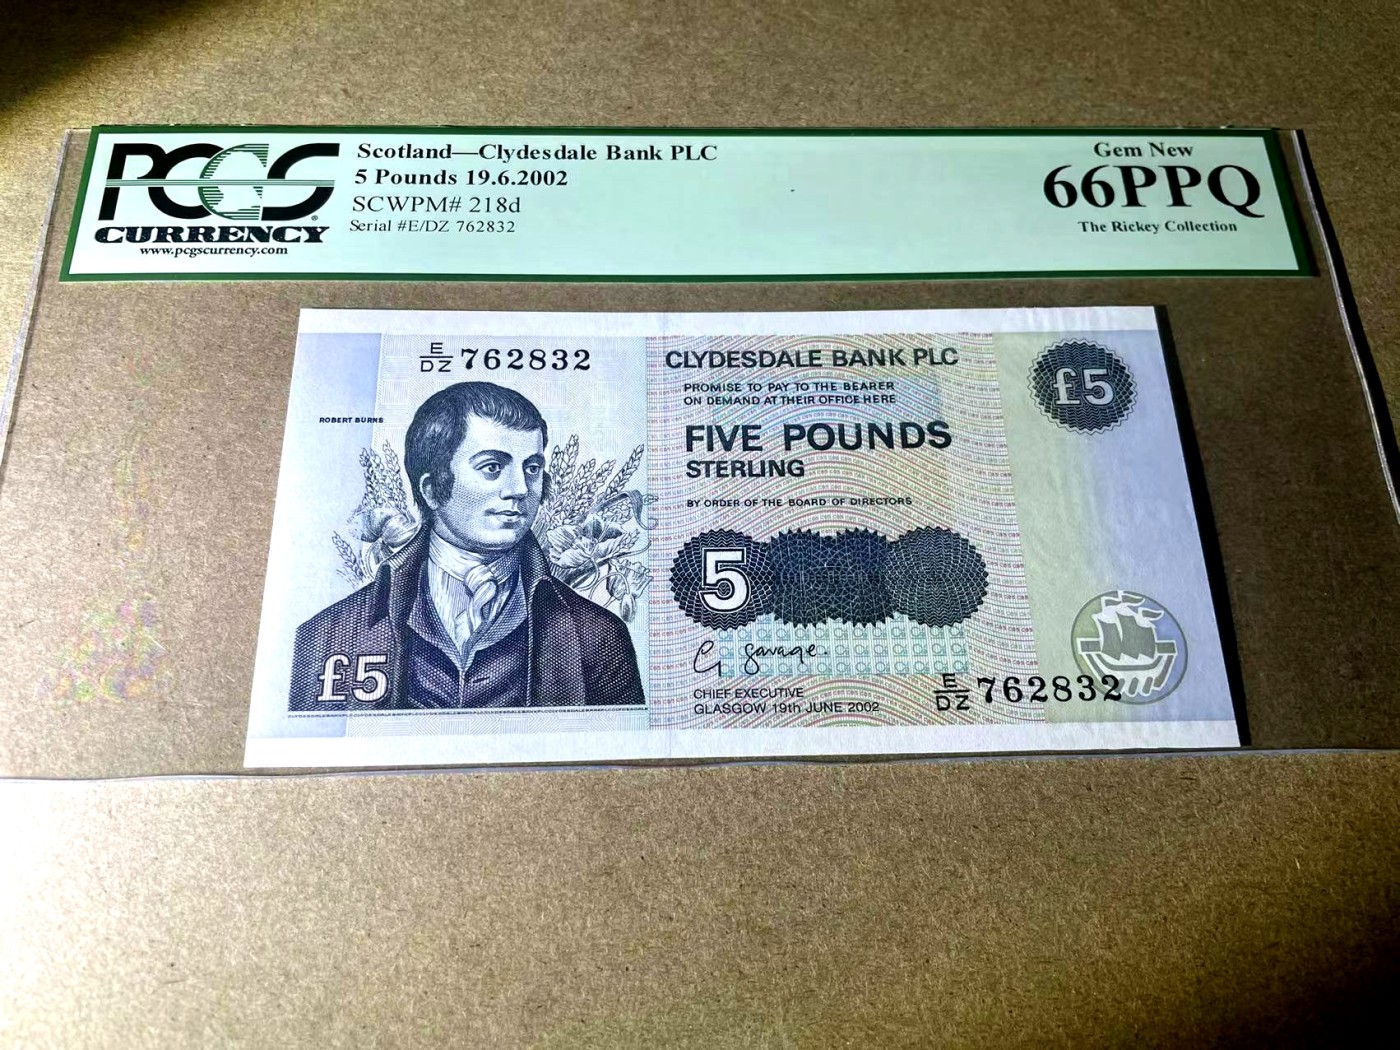 PCGS
CURRENCY
www.pcgscurrency.com
Scotland—Clydesdale Bank PLC
5 Pounds 19.6.2002
SCWPM# 218d
Serial #E/DZ 762832
Gem New
66PPQ
The Rickey Collection
E/DZ 762832
ROBERT BURNS
£5
CLYDESDALE BANK PLC
PROMISE TO PAY TO THE BEARER
ON DEMAND AT THEIR OFFICE HERE
FIVE POUNDS
STERLING
BY ORDER OF THE BOARD OF DIRECTORS
5
G Savage
CHIEF EXECUTIVE
GLASGOW 19th JUNE 2002
£5
E/DZ 762832